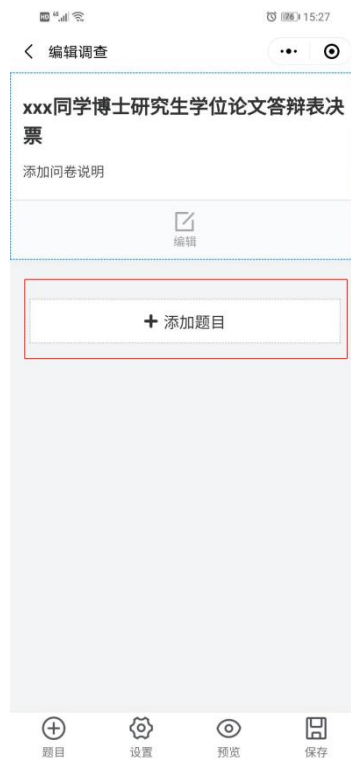 15:27
编辑调查
xxx同学博士研究生学位论文答辩表决
票
添加问卷说明
编辑
+ 添加题目
题目 设置 预览 保存